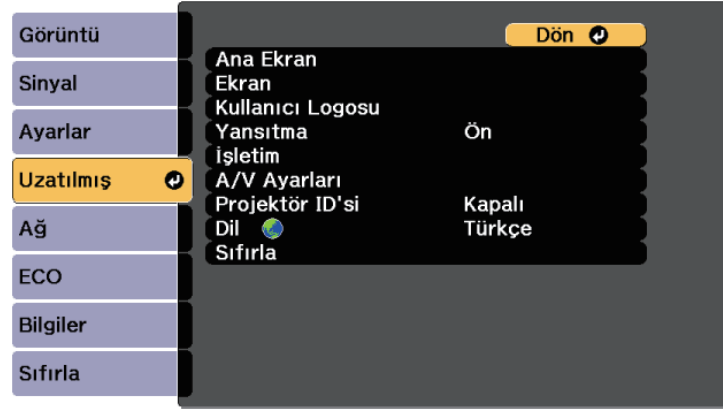 Görüntü
Sinyal
Ayarlar
Uzatılmış
Ağ
ECO
Bilgiler
Sıfırla
Dön
Ana Ekran
Ekran
Kullanıcı Logosu
Yansıtma Ön
İşletim
A/V Ayarları
Projektör ID'si Kapalı
Dil Türkçe
Sıfırla